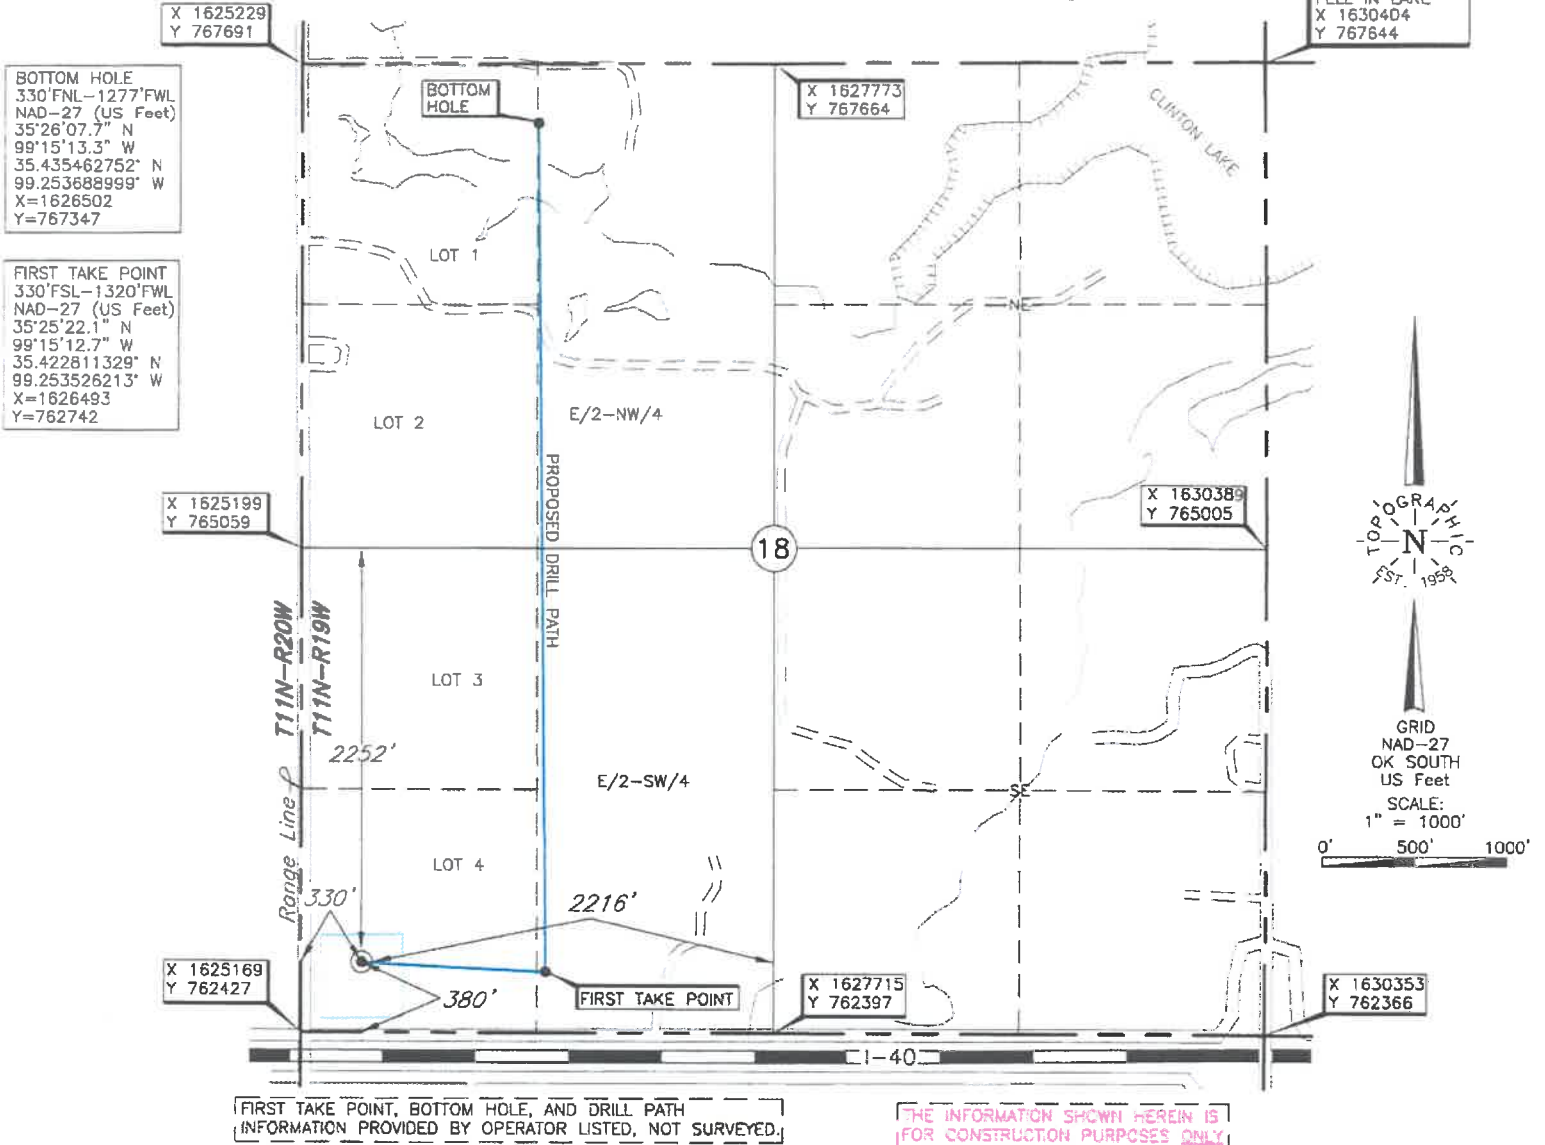 X 1625229
Y 767691
X 1630404
Y 767644
BOTTOM HOLE
330'FNL-1277'FWL
NAD-27 (US Feet)
35°26'07.7" N
99°15'13.3" W
35.435462752° N
99.253688999° W
X=1626502
Y=767347
BOTTOM
HOLE
X 1627773
Y 767664
CLINTON LAKE
FIRST TAKE POINT
330'FSL-1320'FWL
NAD-27 (US Feet)
35°25'22.1" N
99°15'12.7" W
35.422811329° N
99.253526213° W
X=1626493
Y=762742
LOT 1
NE
LOT 2
E/2-NW/4
PROPOSED DRILL PATH
X 1625199
Y 765059
X 1630389
Y 765005
18
TOPOGRAPHIC
N
EST. 1958
T11N-R20W
T11N-R19W
LOT 3
2252'
E/2-SW/4
SE
GRID
NAD-27
OK SOUTH
US Feet
SCALE:
1" = 1000'
0' 500' 1000'
Range Line
LOT 4
330'
2216'
X 1625169
Y 762427
380'
FIRST TAKE POINT
X 1627715
Y 762397
X 1630353
Y 762366
I-40
FIRST TAKE POINT, BOTTOM HOLE, AND DRILL PATH
INFORMATION PROVIDED BY OPERATOR LISTED, NOT SURVEYED.
THE INFORMATION SHOWN HEREIN IS
FOR CONSTRUCTION PURPOSES ONLY